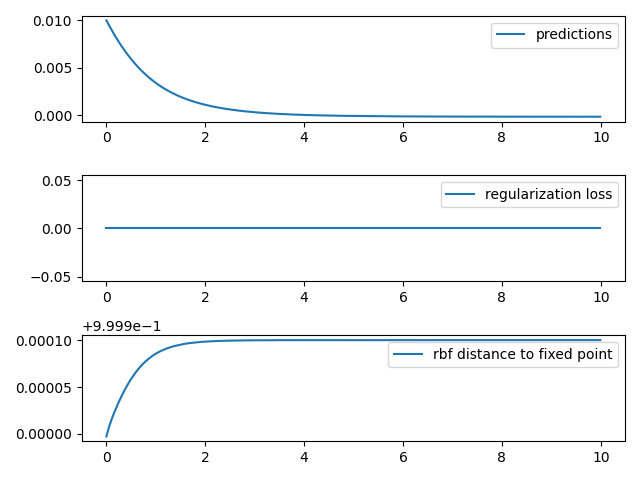 0.010
0.005
0.000
predictions
0 2 4 6 8 10
0.05
0.00
−0.05
regularization loss
0 2 4 6 8 10
+9.999e−1
0.00010
0.00005
0.00000
rbf distance to fixed point
0 2 4 6 8 10